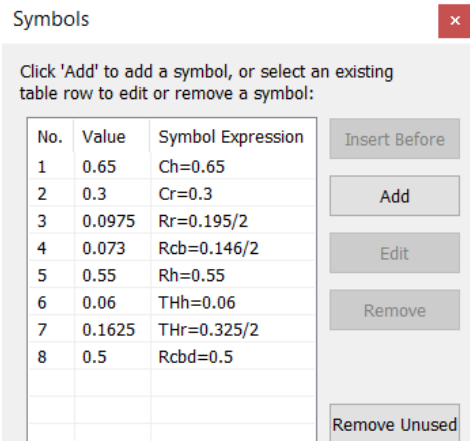 Symbols
×
Click 'Add' to add a symbol, or select an existing
table row to edit or remove a symbol:
No. Value Symbol Expression
1 0.65 Ch=0.65
2 0.3 Cr=0.3
3 0.0975 Rr=0.195/2
4 0.073 Rcb=0.146/2
5 0.55 Rh=0.55
6 0.06 THh=0.06
7 0.1625 THr=0.325/2
8 0.5 Rcbd=0.5
Insert Before
Add
Edit
Remove
Remove Unused